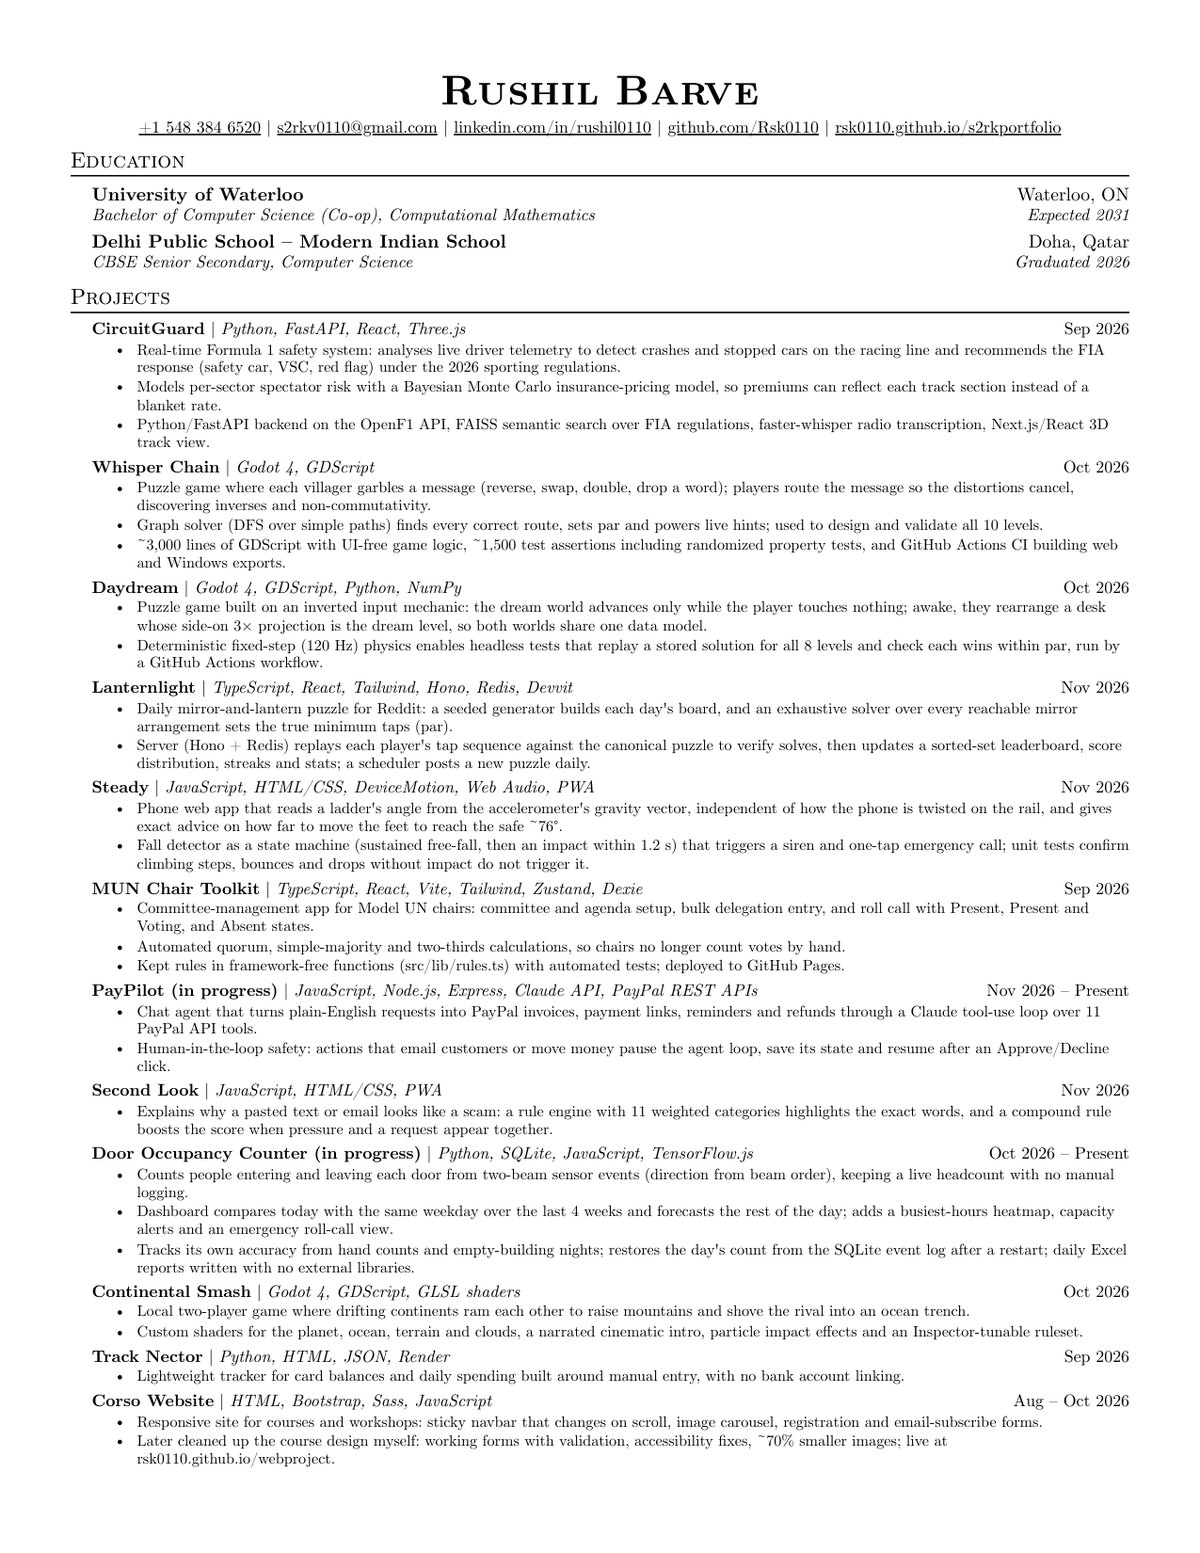 Rushil Barve
+1 548 384 6520 | s2rkv0110@gmail.com | linkedin.com/in/rushil0110 | github.com/Rsk0110 | rsk0110.github.io/s2rkportfolio
Education
University of Waterloo Waterloo, ON
Bachelor of Computer Science (Co-op), Computational Mathematics Expected 2031
Delhi Public School – Modern Indian School Doha, Qatar
CBSE Senior Secondary, Computer Science Graduated 2026
Projects
CircuitGuard | Python, FastAPI, React, Three.js Sep 2026
• Real-time Formula 1 safety system: analyses live driver telemetry to detect crashes and stopped cars on the racing line and recommends the FIA
response (safety car, VSC, red flag) under the 2026 sporting regulations.
• Models per-sector spectator risk with a Bayesian Monte Carlo insurance-pricing model, so premiums can reflect each track section instead of a
blanket rate.
• Python/FastAPI backend on the OpenF1 API, FAISS semantic search over FIA regulations, faster-whisper radio transcription, Next.js/React 3D
track view.
Whisper Chain | Godot 4, GDScript Oct 2026
• Puzzle game where each villager garbles a message (reverse, swap, double, drop a word); players route the message so the distortions cancel,
discovering inverses and non-commutativity.
• Graph solver (DFS over simple paths) finds every correct route, sets par and powers live hints; used to design and validate all 10 levels.
• ~3,000 lines of GDScript with UI-free game logic, ~1,500 test assertions including randomized property tests, and GitHub Actions CI building web
and Windows exports.
Daydream | Godot 4, GDScript, Python, NumPy Oct 2026
• Puzzle game built on an inverted input mechanic: the dream world advances only while the player touches nothing; awake, they rearrange a desk
whose side-on 3× projection is the dream level, so both worlds share one data model.
• Deterministic fixed-step (120 Hz) physics enables headless tests that replay a stored solution for all 8 levels and check each wins within par, run by
a GitHub Actions workflow.
Lanternlight | TypeScript, React, Tailwind, Hono, Redis, Devvit Nov 2026
• Daily mirror-and-lantern puzzle for Reddit: a seeded generator builds each day's board, and an exhaustive solver over every reachable mirror
arrangement sets the true minimum taps (par).
• Server (Hono + Redis) replays each player's tap sequence against the canonical puzzle to verify solves, then updates a sorted-set leaderboard, score
distribution, streaks and stats; a scheduler posts a new puzzle daily.
Steady | JavaScript, HTML/CSS, DeviceMotion, Web Audio, PWA Nov 2026
• Phone web app that reads a ladder's angle from the accelerometer's gravity vector, independent of how the phone is twisted on the rail, and gives
exact advice on how far to move the feet to reach the safe ~76°.
• Fall detector as a state machine (sustained free-fall, then an impact within 1.2 s) that triggers a siren and one-tap emergency call; unit tests confirm
climbing steps, bounces and drops without impact do not trigger it.
MUN Chair Toolkit | TypeScript, React, Vite, Tailwind, Zustand, Dexie Sep 2026
• Committee-management app for Model UN chairs: committee and agenda setup, bulk delegation entry, and roll call with Present, Present and
Voting, and Absent states.
• Automated quorum, simple-majority and two-thirds calculations, so chairs no longer count votes by hand.
• Kept rules in framework-free functions (src/lib/rules.ts) with automated tests; deployed to GitHub Pages.
PayPilot (in progress) | JavaScript, Node.js, Express, Claude API, PayPal REST APIs Nov 2026 – Present
• Chat agent that turns plain-English requests into PayPal invoices, payment links, reminders and refunds through a Claude tool-use loop over 11
PayPal API tools.
• Human-in-the-loop safety: actions that email customers or move money pause the agent loop, save its state and resume after an Approve/Decline
click.
Second Look | JavaScript, HTML/CSS, PWA Nov 2026
• Explains why a pasted text or email looks like a scam: a rule engine with 11 weighted categories highlights the exact words, and a compound rule
boosts the score when pressure and a request appear together.
Door Occupancy Counter (in progress) | Python, SQLite, JavaScript, TensorFlow.js Oct 2026 – Present
• Counts people entering and leaving each door from two-beam sensor events (direction from beam order), keeping a live headcount with no manual
logging.
• Dashboard compares today with the same weekday over the last 4 weeks and forecasts the rest of the day; adds a busiest-hours heatmap, capacity
alerts and an emergency roll-call view.
• Tracks its own accuracy from hand counts and empty-building nights; restores the day's count from the SQLite event log after a restart; daily Excel
reports written with no external libraries.
Continental Smash | Godot 4, GDScript, GLSL shaders Oct 2026
• Local two-player game where drifting continents ram each other to raise mountains and shove the rival into an ocean trench.
• Custom shaders for the planet, ocean, terrain and clouds, a narrated cinematic intro, particle impact effects and an Inspector-tunable ruleset.
Track Nector | Python, HTML, JSON, Render Sep 2026
• Lightweight tracker for card balances and daily spending built around manual entry, with no bank account linking.
Corso Website | HTML, Bootstrap, Sass, JavaScript Aug – Oct 2026
• Responsive site for courses and workshops: sticky navbar that changes on scroll, image carousel, registration and email-subscribe forms.
• Later cleaned up the course design myself: working forms with validation, accessibility fixes, ~70% smaller images; live at
rsk0110.github.io/webproject.